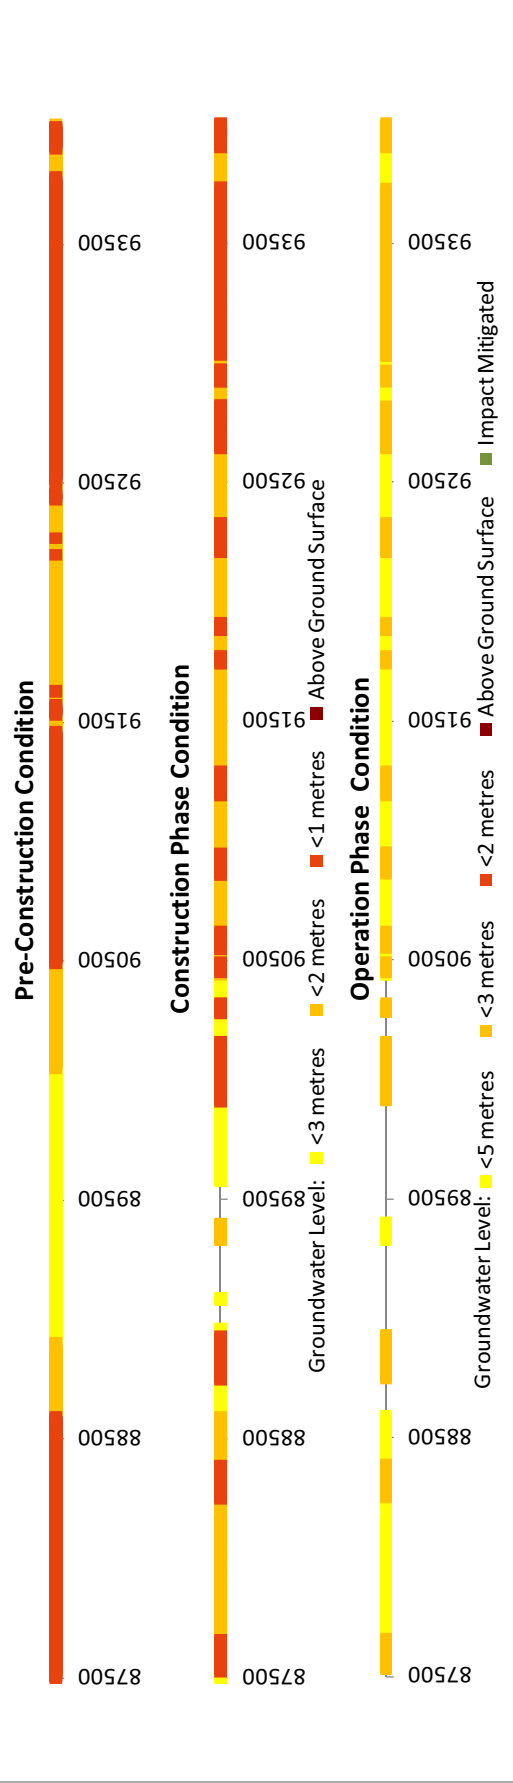 Pre-Construction Condition
87500 88500 89500 90500 91500 92500 93500
Construction Phase Condition
87500 88500 89500 90500 91500 92500 93500
Groundwater Level: <3 metres <2 metres <1 metres Above Ground Surface
Operation Phase Condition
87500 88500 89500 90500 91500 92500 93500
Groundwater Level: <5 metres <3 metres <2 metres Above Ground Surface Impact Mitigated